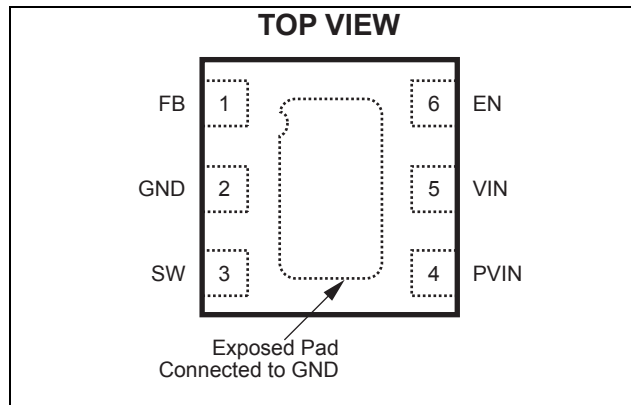 TOP VIEW
FB 1 6 EN
GND 2 5 VIN
SW 3 4 PVIN
Exposed Pad
Connected to GND